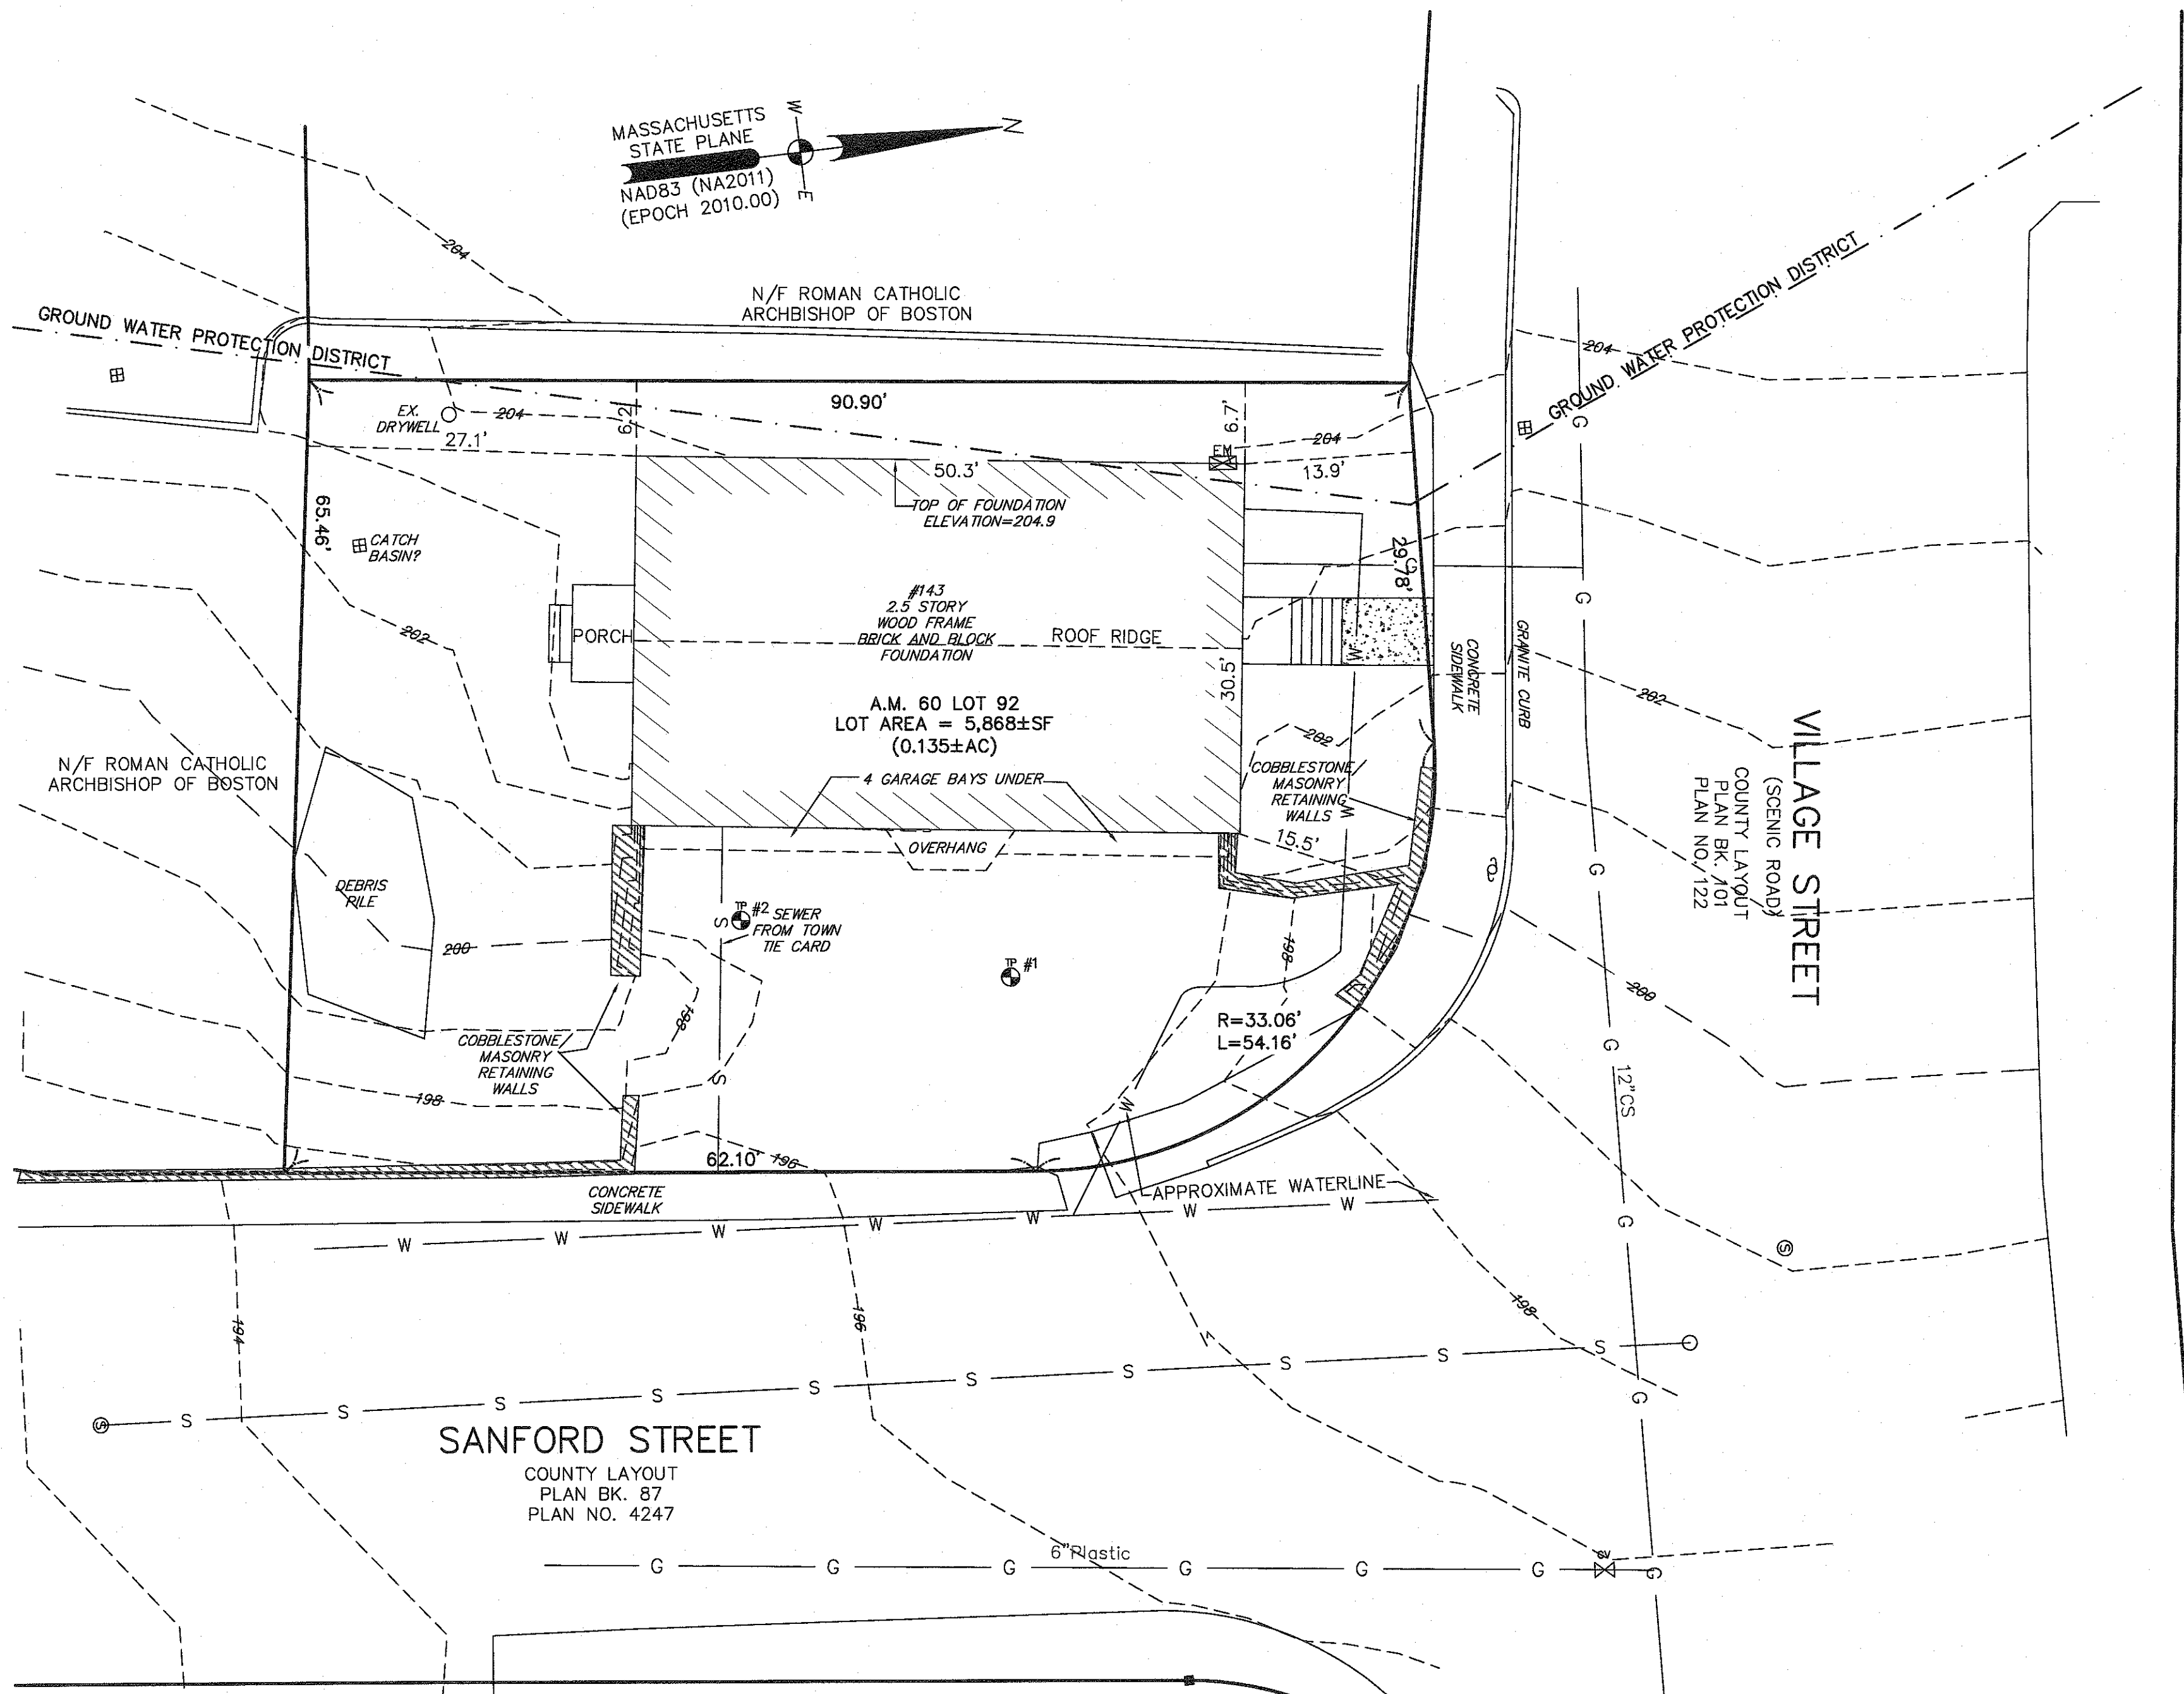 MASSACHUSETTS
STATE PLANE
NAD83 (NA2011)
(EPOCH 2010.00)
W
E
N
204
N/F ROMAN CATHOLIC
ARCHBISHOP OF BOSTON
GROUND WATER PROTECTION DISTRICT
GROUND WATER PROTECTION DISTRICT
204
EX.
DRYWELL
204
27.1'
6.2
90.90'
6.7'
EM
204
13.9'
50.3'
TOP OF FOUNDATION
ELEVATION=204.9
65.46'
CATCH
BASIN?
29.78'
G
G
202
PORCH
#143
2.5 STORY
WOOD FRAME
BRICK AND BLOCK
FOUNDATION
ROOF RIDGE
30.5'
W
CONCRETE
SIDEWALK
GRANITE CURB
202
A.M. 60 LOT 92
LOT AREA = 5,868±SF
(0.135±AC)
4 GARAGE BAYS UNDER
202
COBBLESTONE
MASONRY
RETAINING
WALLS
W
15.5'
OVERHANG
VILLAGE STREET
(SCENIC ROAD)
COUNTY LAYOUT
PLAN BK. 101
PLAN NO. 122
N/F ROMAN CATHOLIC
ARCHBISHOP OF BOSTON
DEBRIS
PILE
200
TP #2
SEWER
FROM TOWN
TIE CARD
S
TP #1
198
198
G
200
R=33.06'
L=54.16'
COBBLESTONE
MASONRY
RETAINING
WALLS
198
S
W
G
12"CS
62.10'
196
CONCRETE
SIDEWALK
APPROXIMATE WATERLINE
W W W W W W W
G
S
194
196
198
S S S S S S S S S S
S
G
SANFORD STREET
COUNTY LAYOUT
PLAN BK. 87
PLAN NO. 4247
6"Plastic
G G G G G G
GV
G